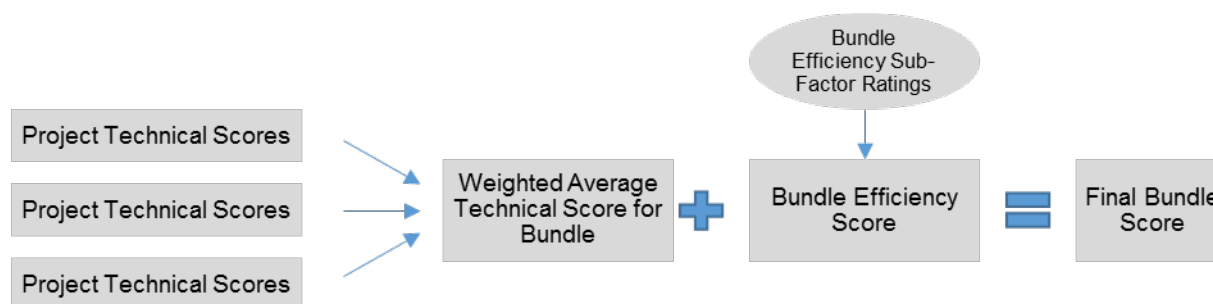 Bundle
Efficiency Sub-
Factor Ratings
Project Technical Scores
Project Technical Scores
Project Technical Scores
Weighted Average
Technical Score for
Bundle
Bundle Efficiency
Score
Final Bundle
Score